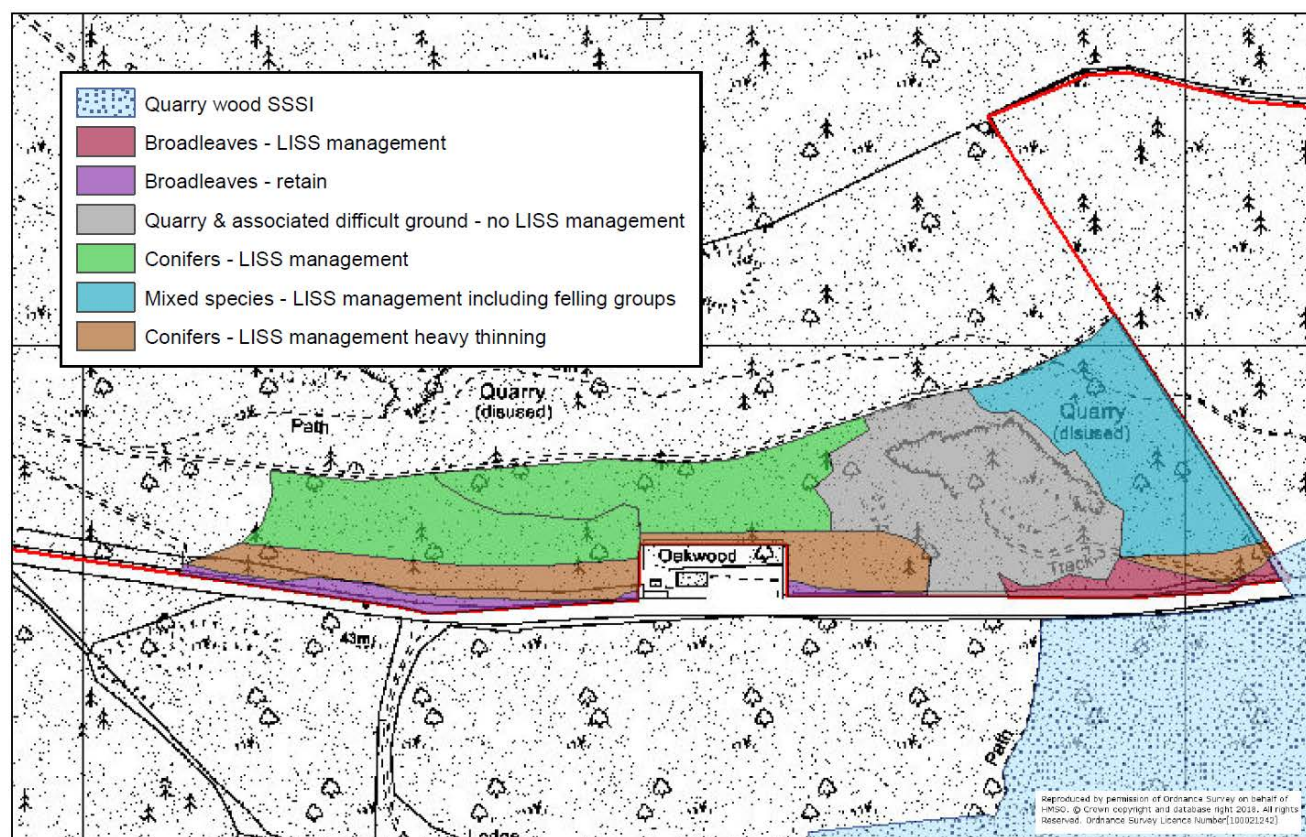 Quarry wood SSSI
Broadleaves - LISS management
Broadleaves - retain
Quarry & associated difficult ground - no LISS management
Conifers - LISS management
Mixed species - LISS management including felling groups
Conifers - LISS management heavy thinning
Quarry
(disused)
Path
Quarry
(disused)
Oakwood
Track
43m
Path
Lodge
Reproduced by permission of Ordnance Survey on behalf of
HMSO. © Crown copyright and database right 2018. All rights
Reserved. Ordnance Survey Licence Number[100021242]